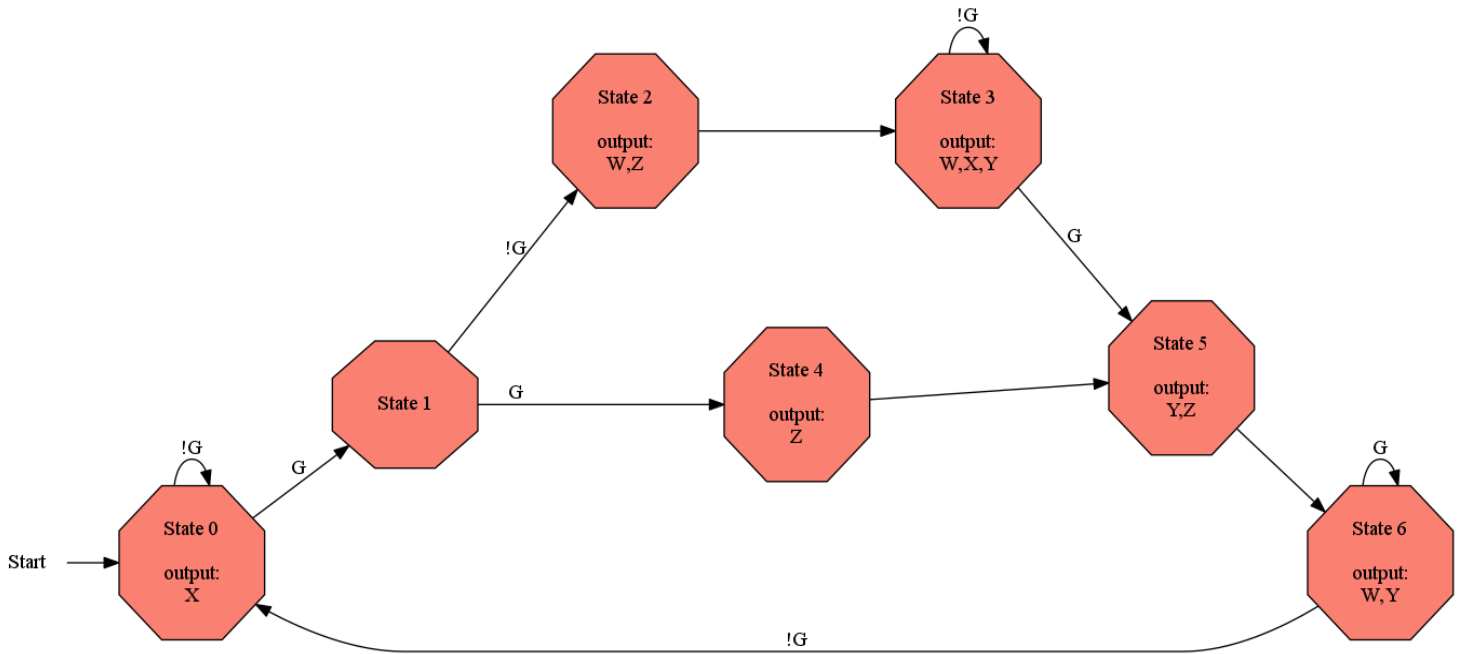 !G
State 2
output:
W,Z
State 3
output:
W,X,Y
!G
G
State 1
G
State 4
output:
Z
State 5
output:
Y,Z
!G
G
Start
State 0
output:
X
G
State 6
output:
W,Y
!G